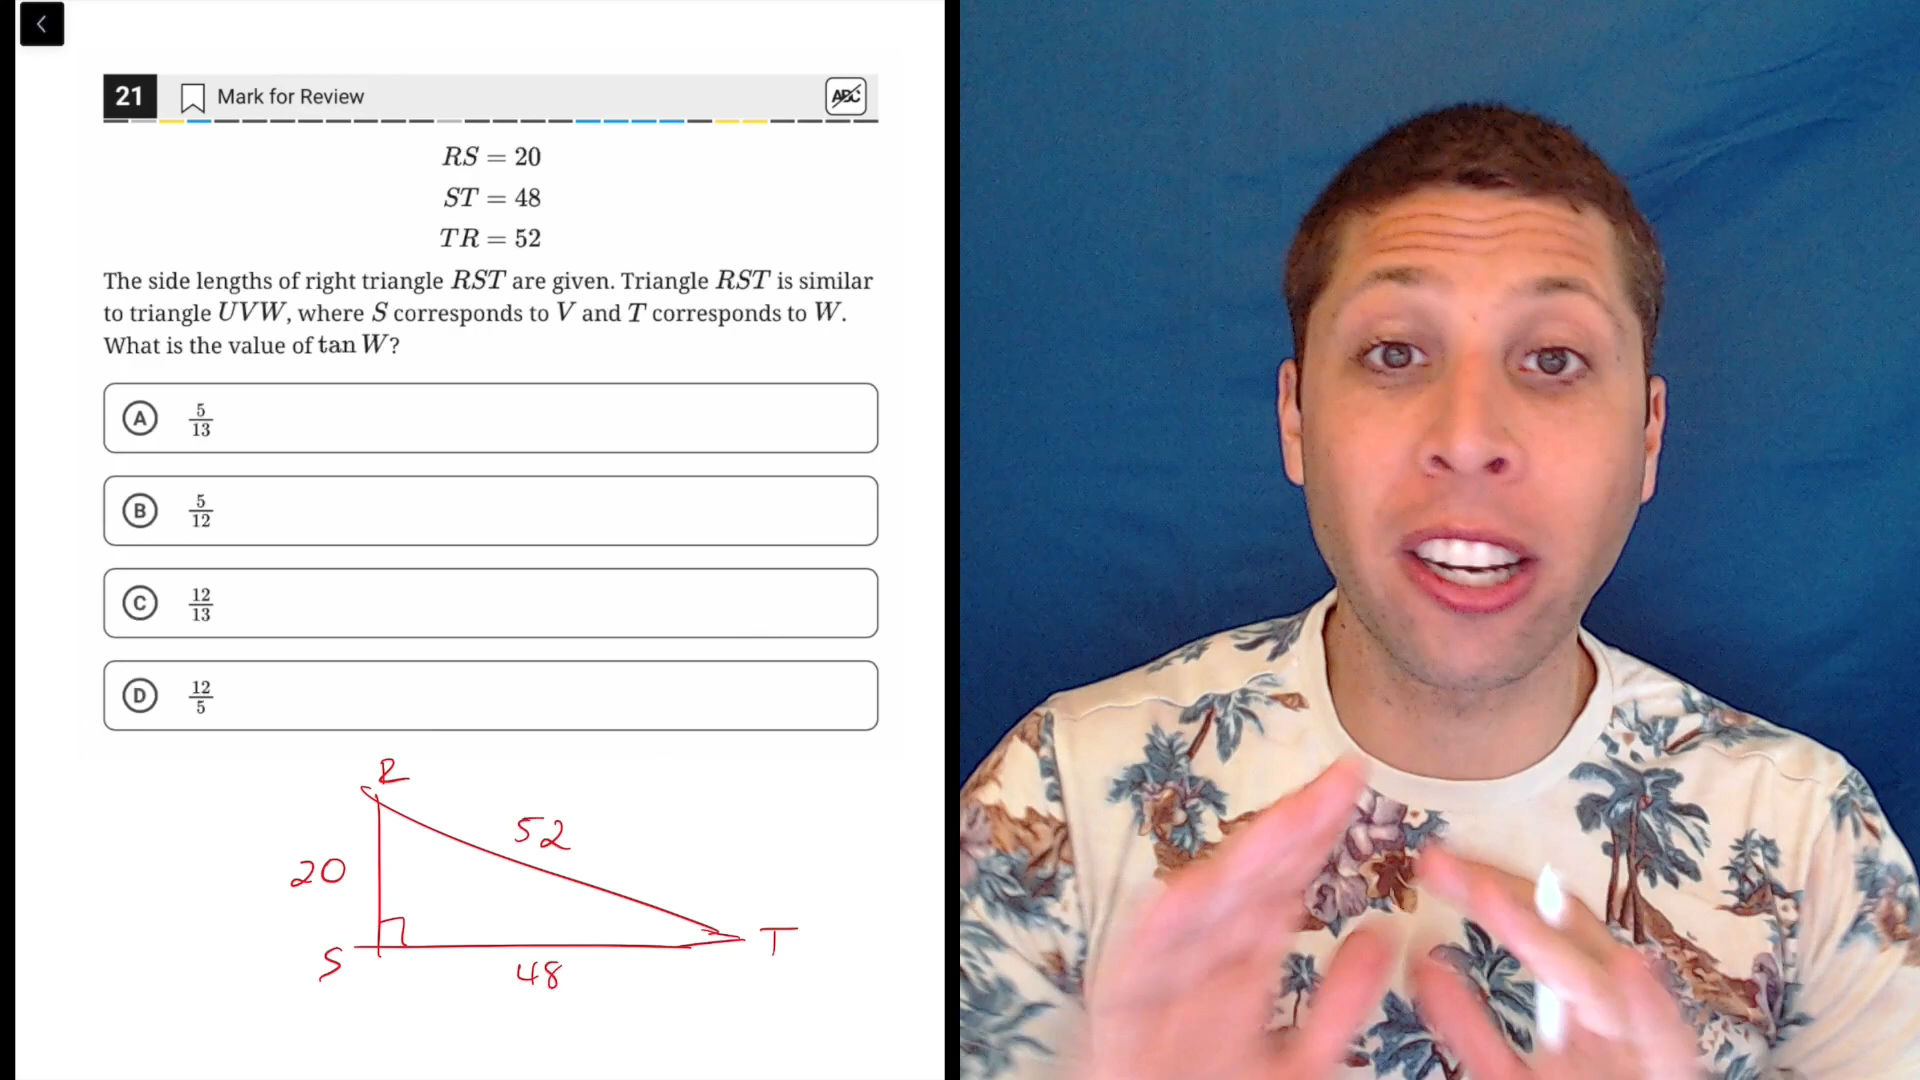 21 Mark for Review ABC
RS = 20
ST = 48
TR = 52
The side lengths of right triangle RST are given. Triangle RST is similar
to triangle UVW, where S corresponds to V and T corresponds to W.
What is the value of tan W?
A 5/13
B 5/12
C 12/13
D 12/5
R
52
20
T
S
48